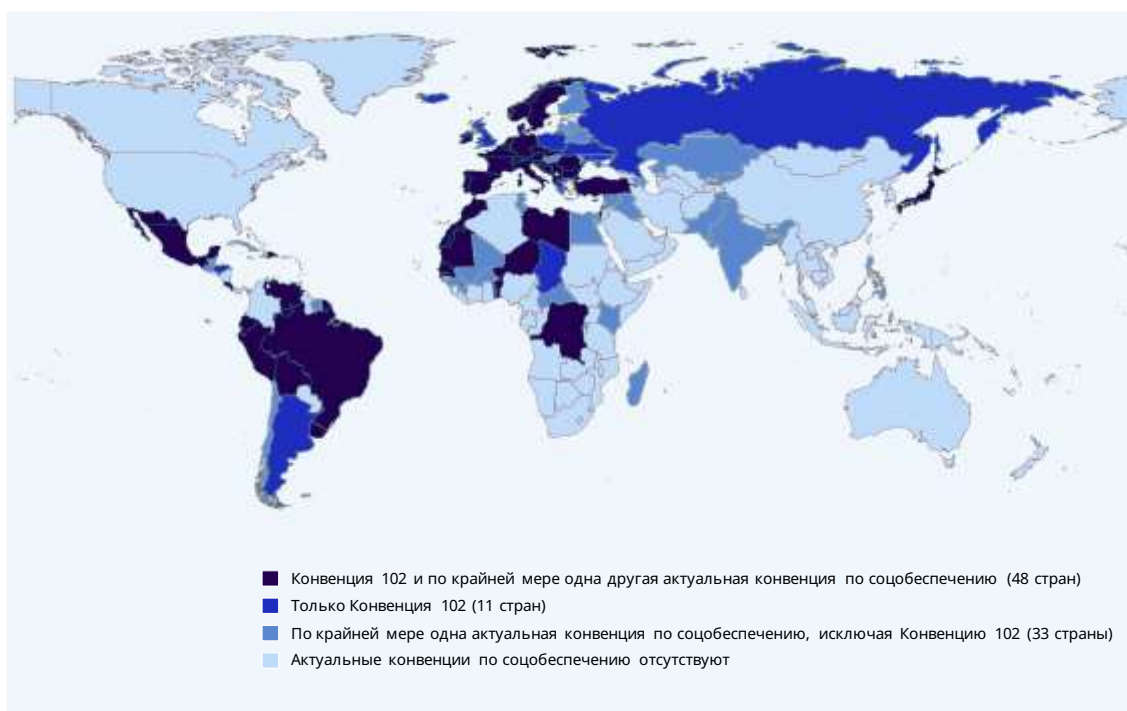 Конвенция 102 и по крайней мере одна другая актуальная конвенция по соцобеспечению (48 стран)
Только Конвенция 102 (11 стран)
По крайней мере одна актуальная конвенция по соцобеспечению, исключая Конвенцию 102 (33 страны)
Актуальные конвенции по соцобеспечению отсутствуют